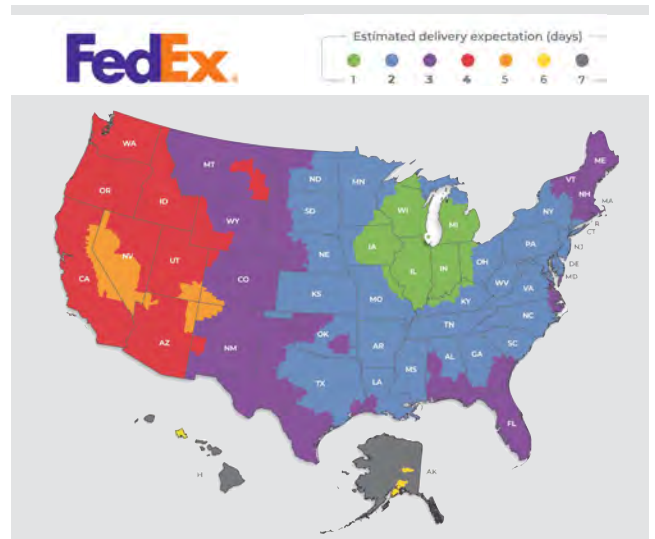 FedEx.
Estimated delivery expectation (days)
1 2 3 4 5 6 7
WA
MT
ND
MN
ME
VT
NH
OR
ID
WI
MI
MA
SD
NY
R
WY
CT
IA
PA
NJ
NV
UT
NE
IL
IN
OH
DE
MD
CA
CO
WV
VA
KS
MO
KY
NC
TN
OK
AZ
NM
AR
SC
AL
GA
MS
TX
LA
FL
H
AK